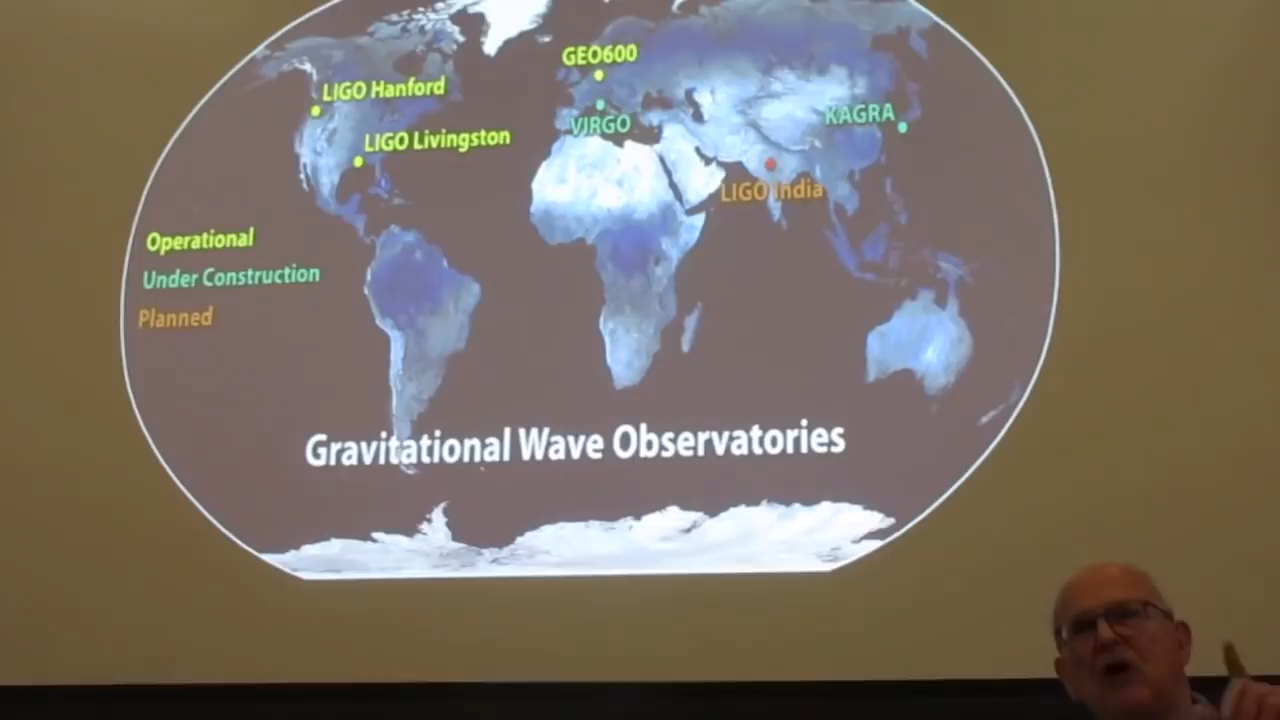 GEO600
LIGO Hanford
VIRGO
KAGRA
LIGO Livingston
LIGO India
Operational
Under Construction
Planned
Gravitational Wave Observatories